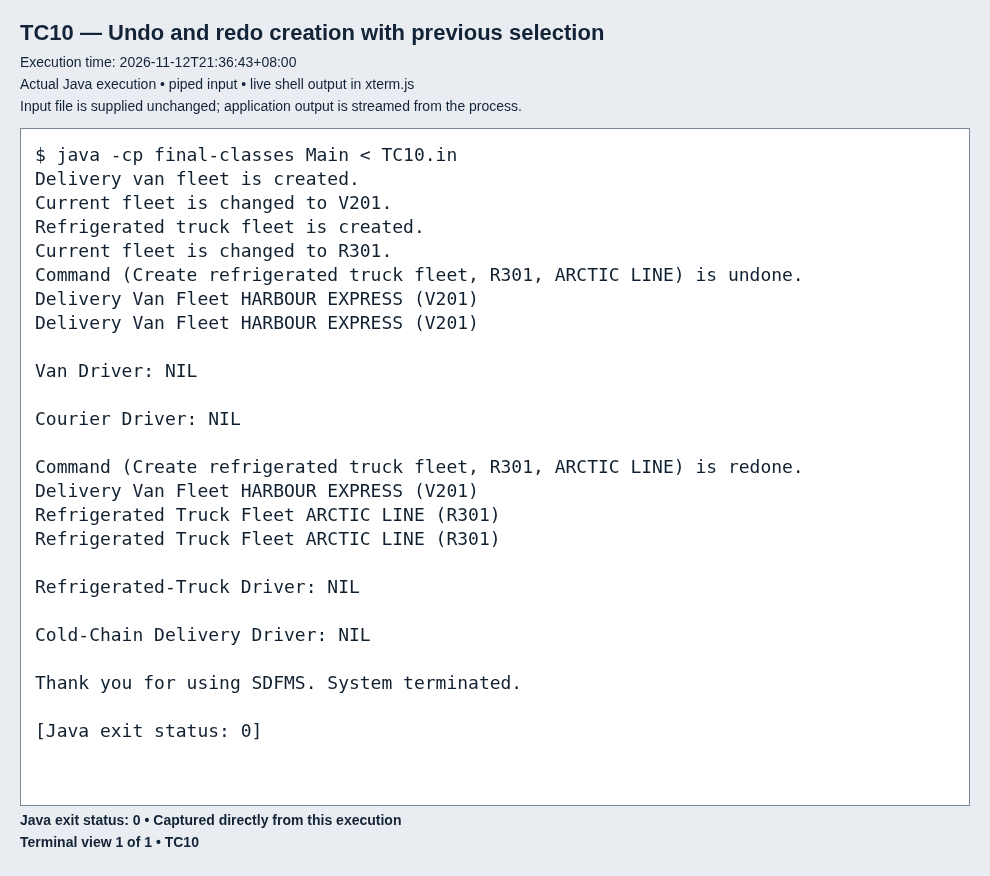 TC10 — Undo and redo creation with previous selection
Execution time: 2026-11-12T21:36:43+08:00
Actual Java execution • piped input • live shell output in xterm.js
Input file is supplied unchanged; application output is streamed from the process.
$ java -cp final-classes Main < TC10.in
Delivery van fleet is created.
Current fleet is changed to V201.
Refrigerated truck fleet is created.
Current fleet is changed to R301.
Command (Create refrigerated truck fleet, R301, ARCTIC LINE) is undone.
Delivery Van Fleet HARBOUR EXPRESS (V201)
Delivery Van Fleet HARBOUR EXPRESS (V201)
Van Driver: NIL
Courier Driver: NIL
Command (Create refrigerated truck fleet, R301, ARCTIC LINE) is redone.
Delivery Van Fleet HARBOUR EXPRESS (V201)
Refrigerated Truck Fleet ARCTIC LINE (R301)
Refrigerated Truck Fleet ARCTIC LINE (R301)
Refrigerated-Truck Driver: NIL
Cold-Chain Delivery Driver: NIL
Thank you for using SDFMS. System terminated.
[Java exit status: 0]
Java exit status: 0 • Captured directly from this execution
Terminal view 1 of 1 • TC10